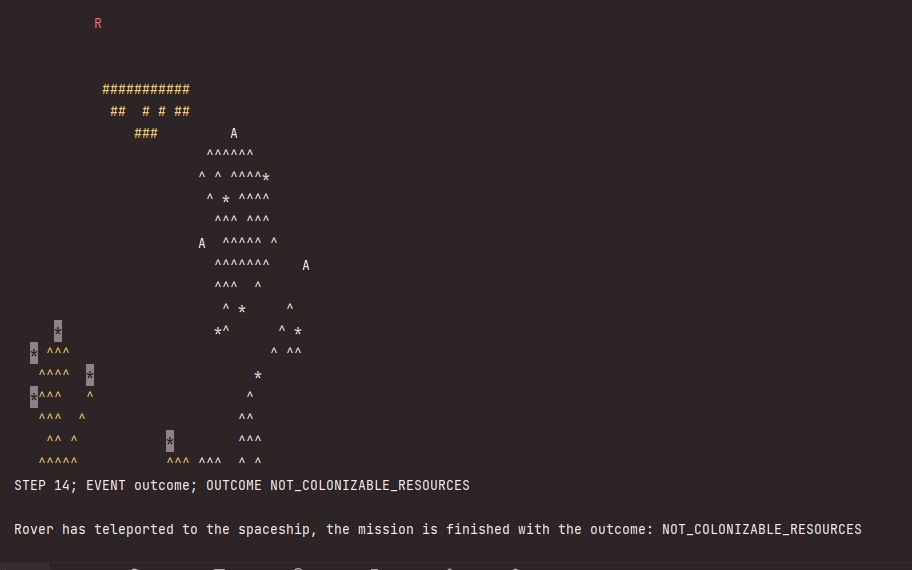 R
###########
## # # ##
### A
^^^^^^
^ ^ ^^^^*
^ * ^^^^
^^^ ^^^
A ^^^^^ ^
^^^^^^^ A
^^^ ^
^ * ^
* *^ ^ *
* ^^^ ^ ^^
^^^^ * *
*^^^ ^ ^
^^^ ^ ^^
^^ ^ * ^^^
^^^^^ ^^^ ^^^ ^ ^
STEP 14; EVENT outcome; OUTCOME NOT_COLONIZABLE_RESOURCES
Rover has teleported to the spaceship, the mission is finished with the outcome: NOT_COLONIZABLE_RESOURCES